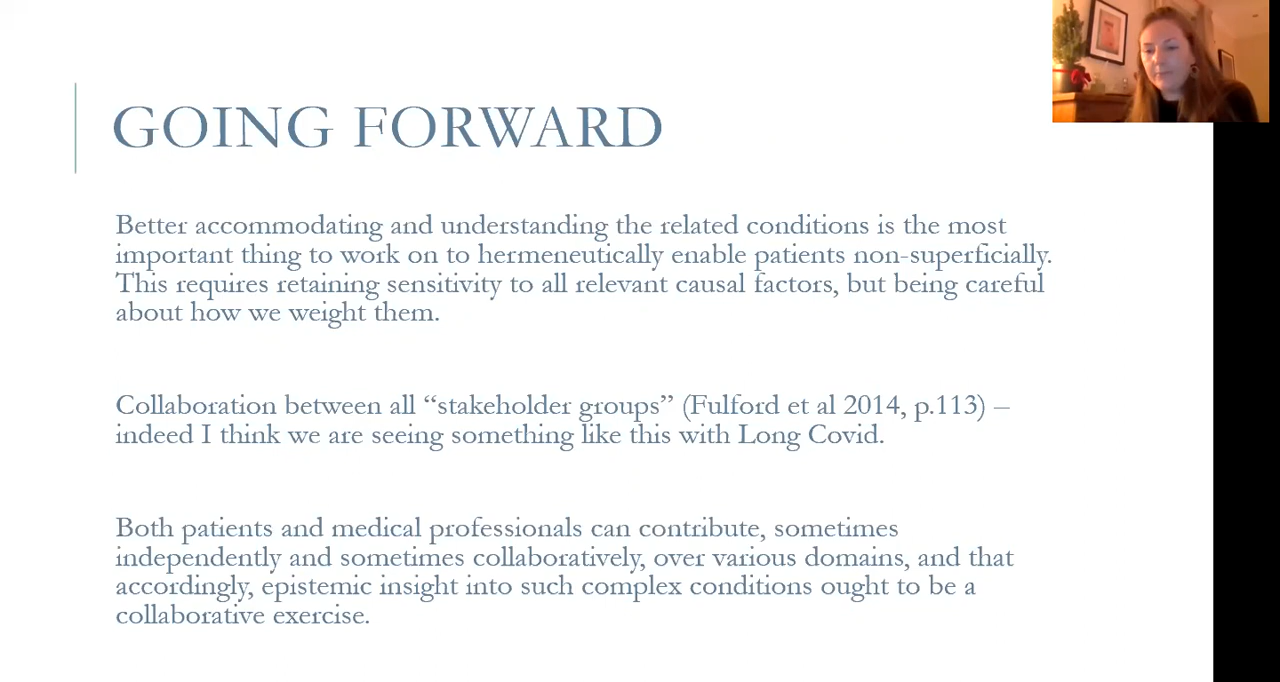 GOING FORWARD
Better accommodating and understanding the related conditions is the most
important thing to work on to hermeneutically enable patients non-superficially.
This requires retaining sensitivity to all relevant causal factors, but being careful
about how we weight them.
Collaboration between all “stakeholder groups” (Fulford et al 2014, p.113) –
indeed I think we are seeing something like this with Long Covid.
Both patients and medical professionals can contribute, sometimes
independently and sometimes collaboratively, over various domains, and that
accordingly, epistemic insight into such complex conditions ought to be a
collaborative exercise.